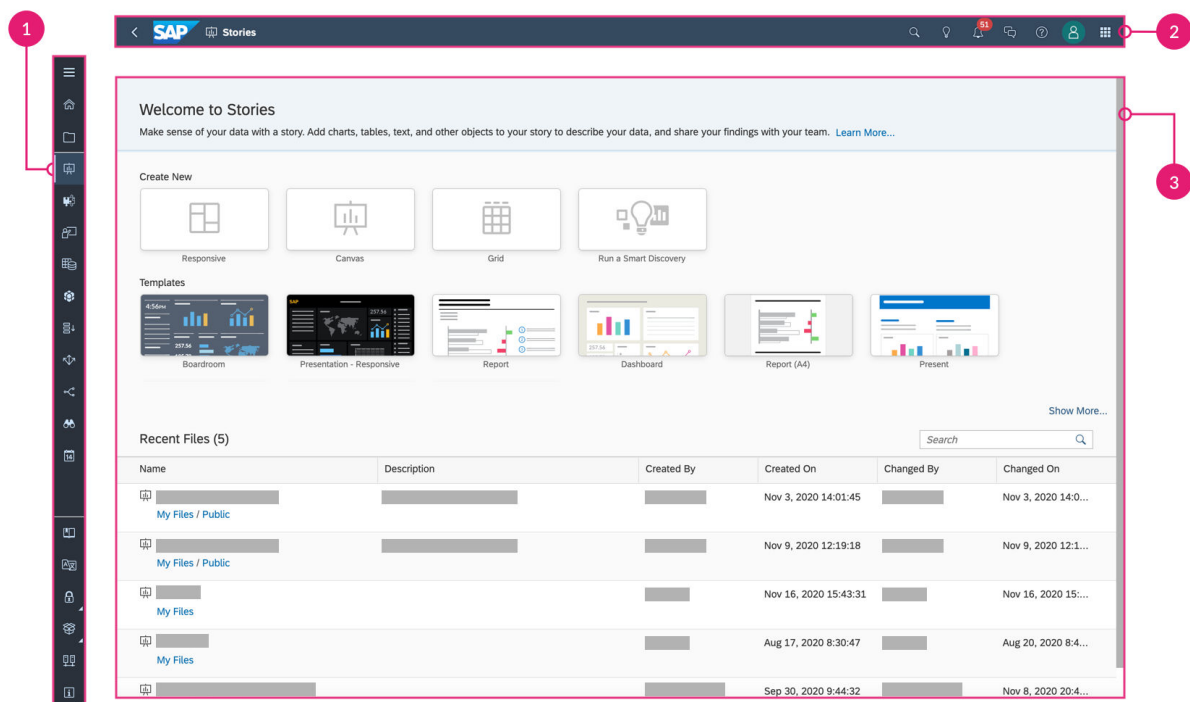 1
SAP Stories
51
2
Welcome to Stories
Make sense of your data with a story. Add charts, tables, text, and other objects to your story to describe your data, and share your findings with your team. Learn More...
3
Create New
Responsive Canvas Grid Run a Smart Discovery
Templates
4:56PM
SAP
257.56
257.56
257.56
Boardroom Presentation - Responsive Report Dashboard Report (A4) Present
Show More...
Recent Files (5)
Search
14
Name Description Created By Created On Changed By Changed On
Nov 3, 2020 14:01:45 Nov 3, 2020 14:0...
My Files / Public
Nov 9, 2020 12:19:18 Nov 9, 2020 12:1...
My Files / Public
Nov 16, 2020 15:43:31 Nov 16, 2020 15:...
My Files
Aug 17, 2020 8:30:47 Aug 20, 2020 8:4...
My Files
Sep 30, 2020 9:44:32 Nov 8, 2020 20:4...